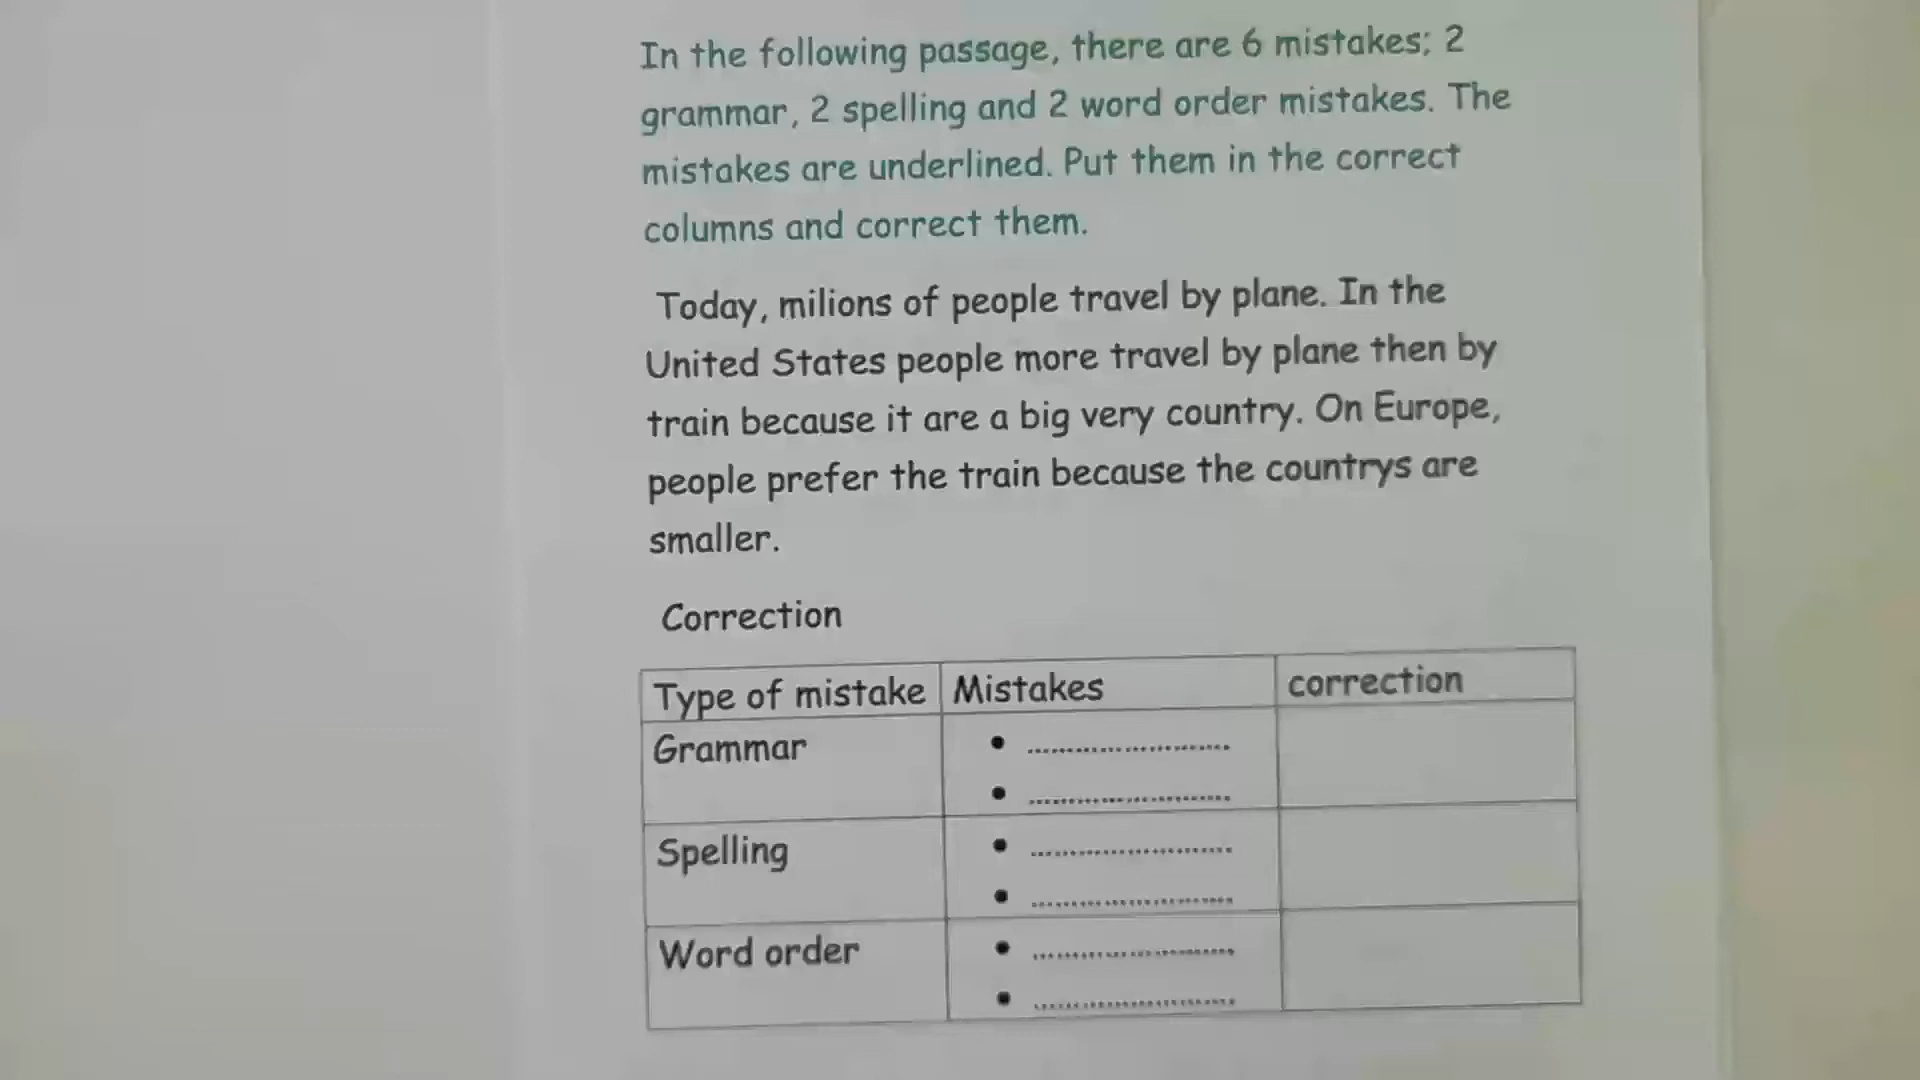 In the following passage, there are 6 mistakes; 2
grammar, 2 spelling and 2 word order mistakes. The
mistakes are underlined. Put them in the correct
columns and correct them.
Today, milions of people travel by plane. In the
United States people more travel by plane then by
train because it are a big very country. On Europe,
people prefer the train because the countrys are
smaller.
Correction
Type of mistake Mistakes correction
Grammar • ..........................
• ..........................
Spelling • ..........................
• ..........................
Word order • ..........................
• ..........................